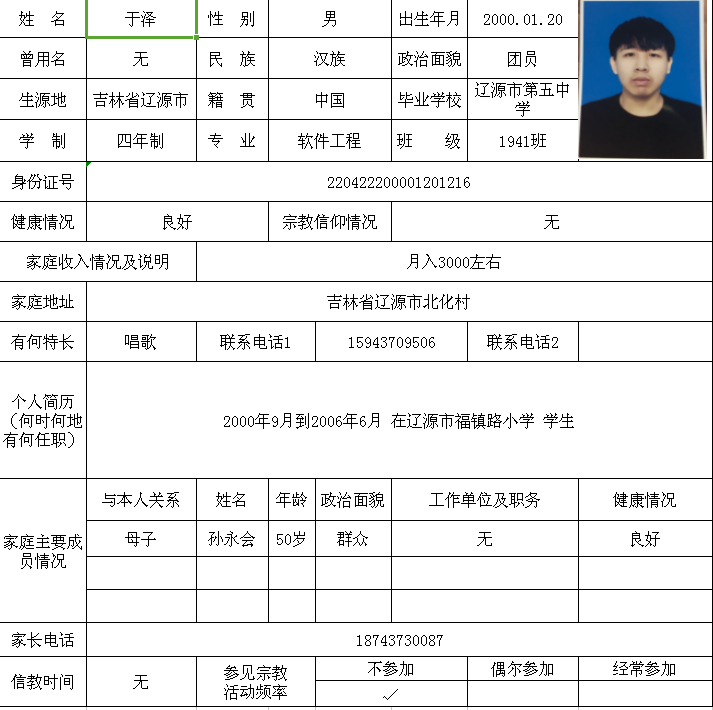 姓 名 于泽 性 别 男 出生年月 2000.01.20
曾用名 无 民 族 汉族 政治面貌 团员
生源地 吉林省辽源市 籍 贯 中国 毕业学校 辽源市第五中
学
学 制 四年制 专 业 软件工程 班 级 1941班
身份证号 220422200001201216
健康情况 良好 宗教信仰情况 无
家庭收入情况及说明 月入3000左右
家庭地址 吉林省辽源市北化村
有何特长 唱歌 联系电话1 15943709506 联系电话2
个人简历
(何时何地
有何任职)
2000年9月到2006年6月 在辽源市福镇路小学 学生
家庭主要成
员情况
与本人关系 姓名 年龄 政治面貌 工作单位及职务 健康情况
母子 孙永会 50岁 群众 无 良好
家长电话 18743730087
信教时间 无 参见宗教
活动频率
不参加 偶尔参加 经常参加
✓